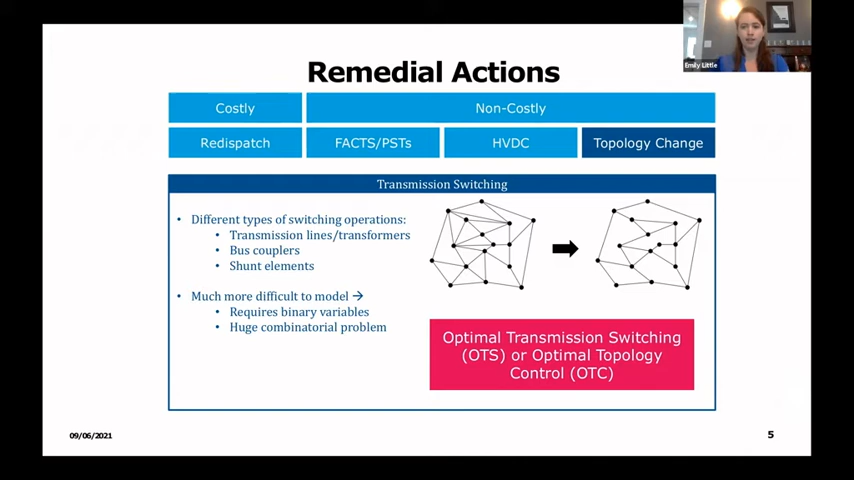 Emily Little
Remedial Actions
Costly
Non-Costly
Redispatch
FACTS/PSTs
HVDC
Topology Change
Transmission Switching
• Different types of switching operations:
• Transmission lines/transformers
• Bus couplers
• Shunt elements
• Much more difficult to model →
• Requires binary variables
• Huge combinatorial problem
Optimal Transmission Switching
(OTS) or Optimal Topology
Control (OTC)
09/06/2021
5